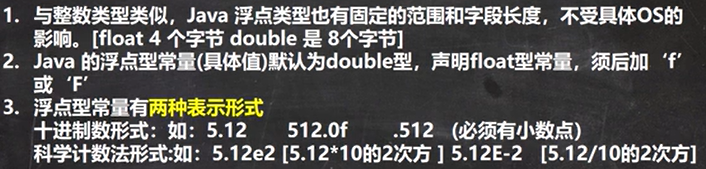 1. 与整数类型类似，Java 浮点类型也有固定的范围和字段长度，不受具体OS的
影响。[float 4 个字节 double 是 8个字节]
2. Java 的浮点型常量(具体值)默认为double型，声明float型常量，须后加‘f’
或‘F’
3. 浮点型常量有两种表示形式
十进制数形式：如：5.12 512.0f .512 (必须有小数点）
科学计数法形式:如：5.12e2 [5.12*10的2次方 ] 5.12E-2 [5.12/10的2次方]